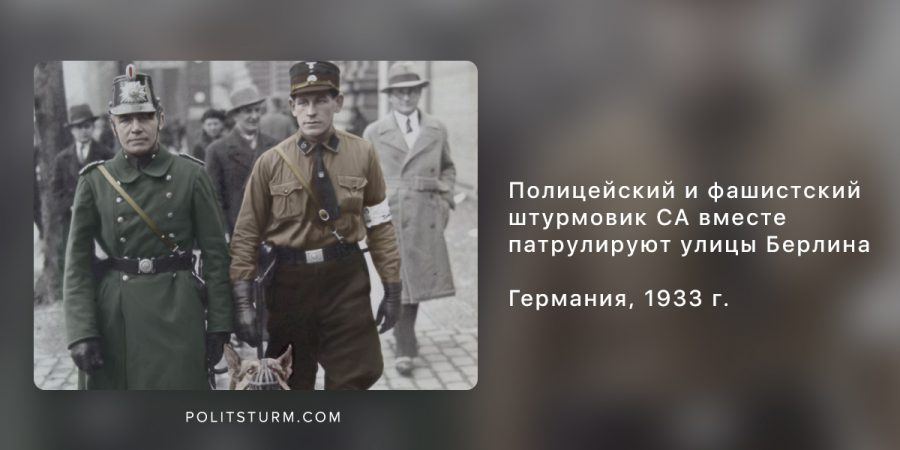 Полицейский и фашистский
штурмовик СА вместе
патрулируют улицы Берлина
Германия, 1933 г.
POLITSTURM.COM